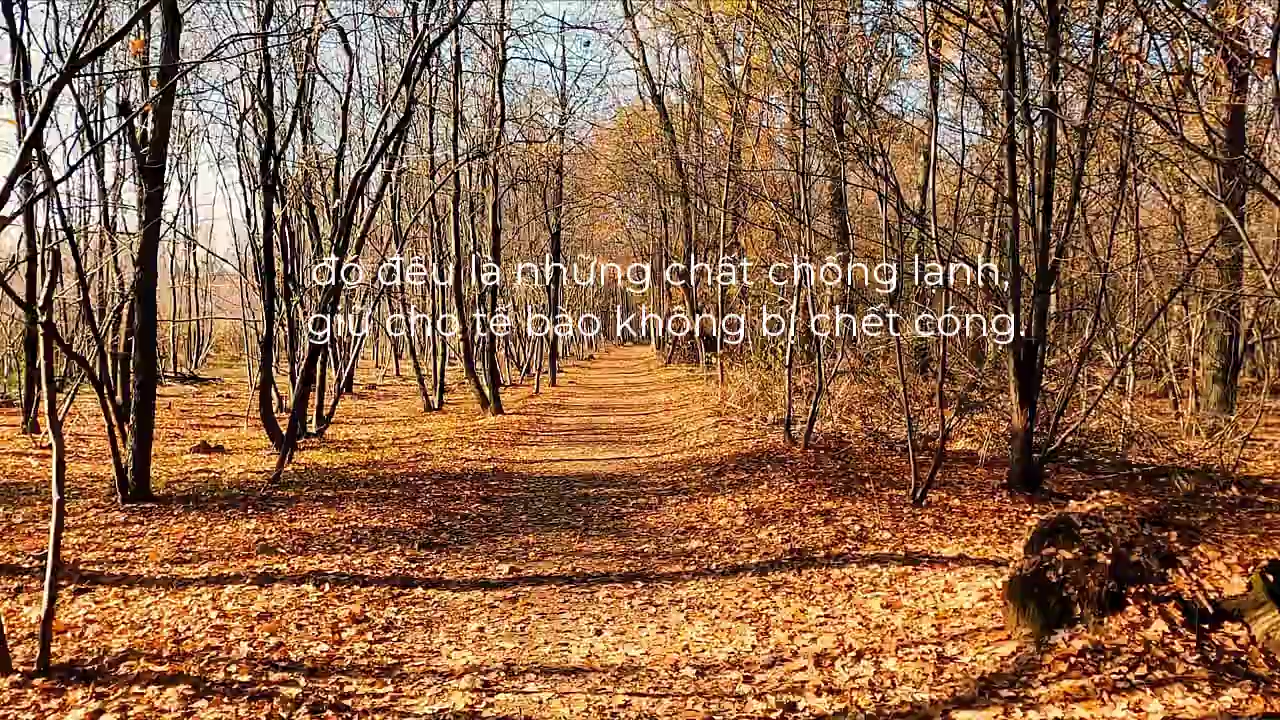 đó đều là những chất chống lạnh,
giữ cho tế bào không bị chết cóng.